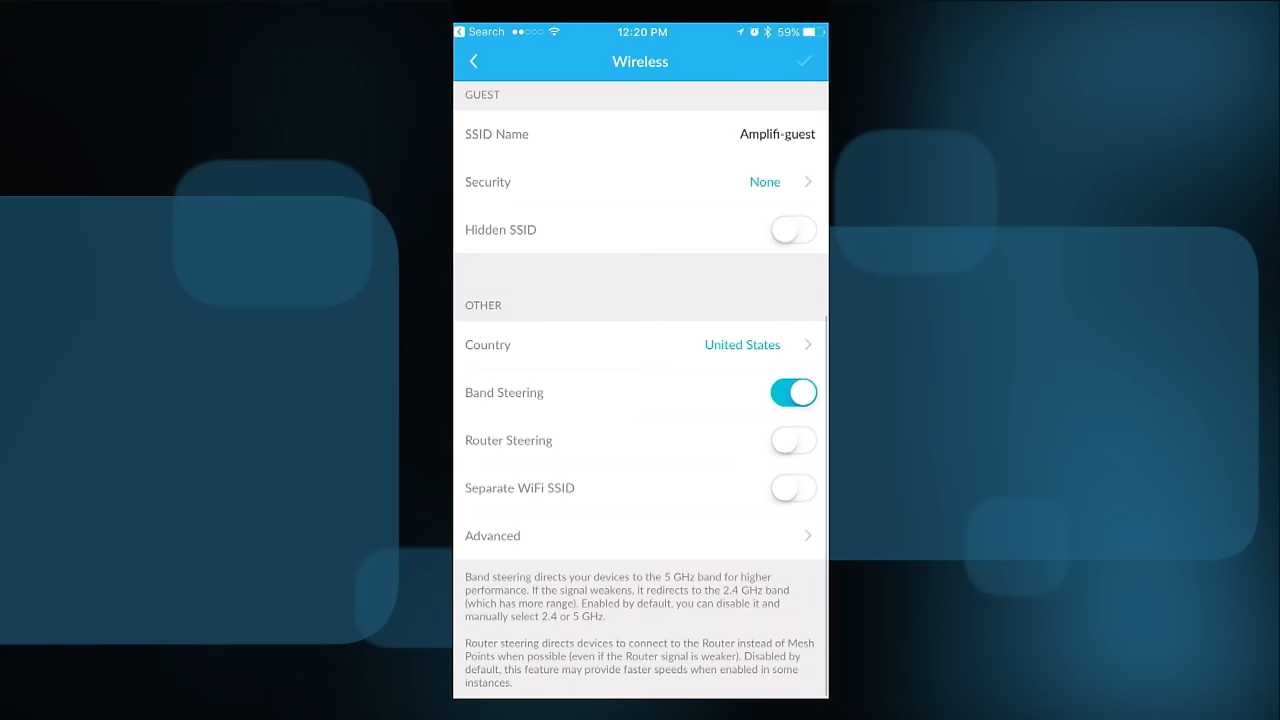 Search 12:20 PM 59%
Wireless
GUEST
SSID Name Amplifi-guest
Security None
Hidden SSID
OTHER
Country United States
Band Steering
Router Steering
Separate WiFi SSID
Advanced
Band steering directs your devices to the 5 GHz band for higher
performance. If the signal weakens, it redirects to the 2.4 GHz band
(which has more range). Enabled by default, you can disable it and
manually select 2.4 or 5 GHz.
Router steering directs devices to connect to the Router instead of Mesh
Points when possible (even if the Router signal is weaker). Disabled by
default, this feature may provide faster speeds when enabled in some
instances.